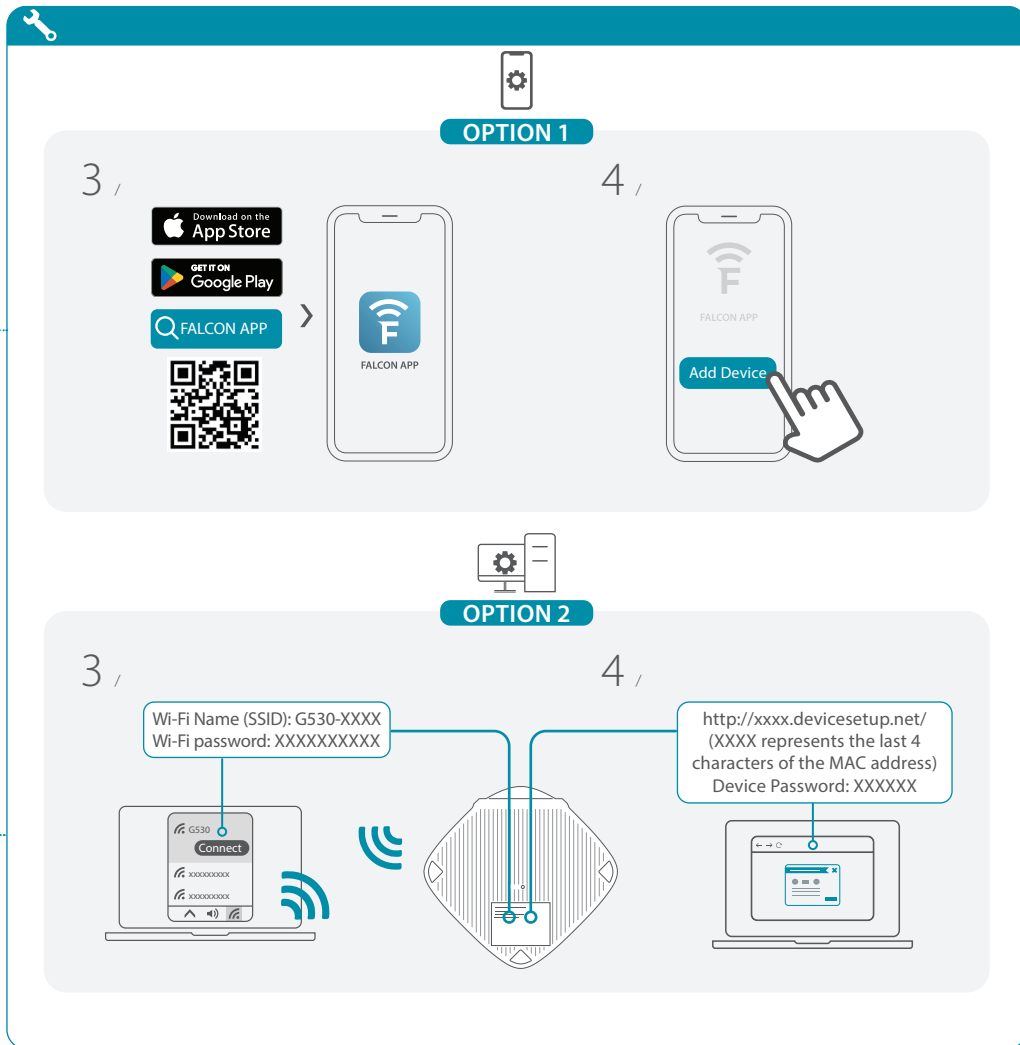 OPTION 1
3 /
Download on the
App Store
GET IT ON
Google Play
FALCON APP
F
FALCON APP
4 /
F
FALCON APP
Add Device
OPTION 2
3 /
Wi-Fi Name (SSID): G530-XXXX
Wi-Fi password: XXXXXXXXXX
G530
Connect
xxxxxxxxx
xxxxxxxxx
4 /
http://xxxx.devicesetup.net/
(XXXX represents the last 4
characters of the MAC address)
Device Password: XXXXXX